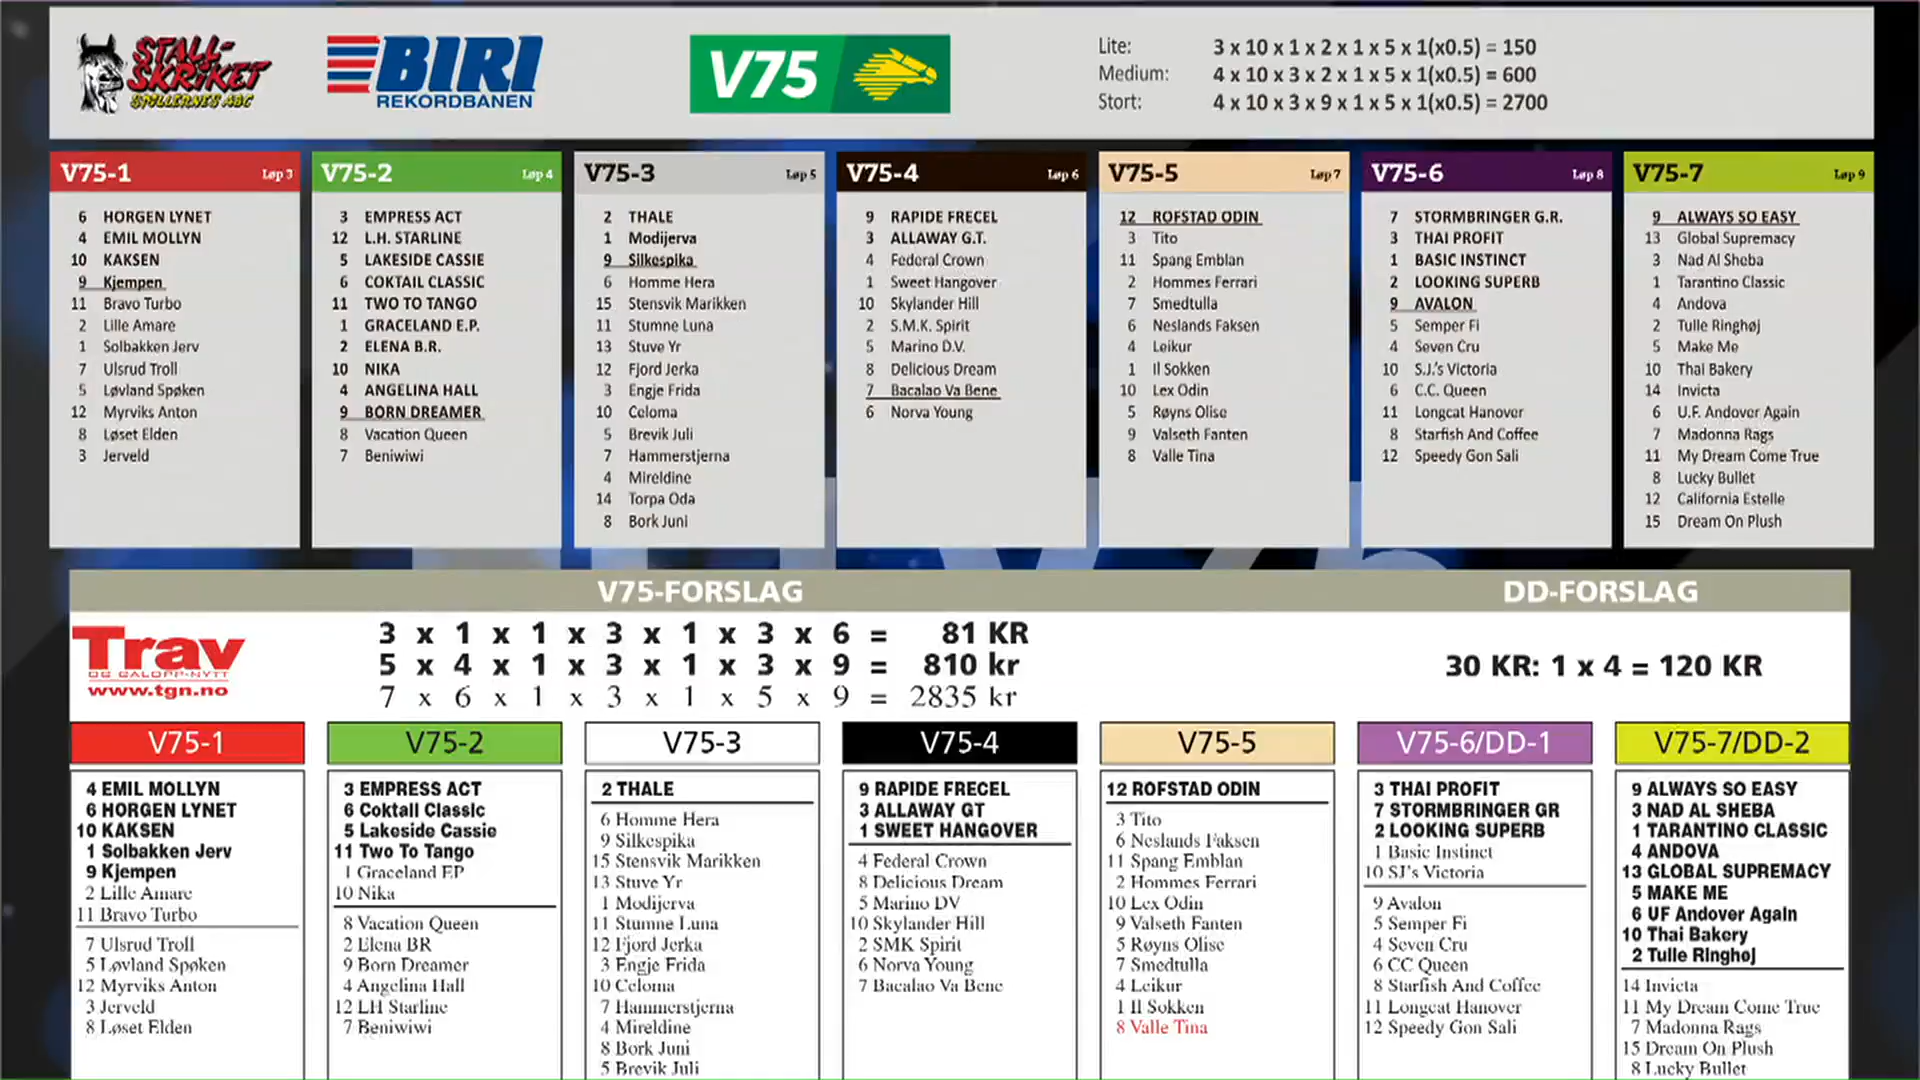 STALL-
SKRIKET
STALLERNES ABC
BIRI
REKORDBANEN
V75
Lite: 3 x 10 x 1 x 2 x 1 x 5 x 1(x0.5) = 150
Medium: 4 x 10 x 3 x 2 x 1 x 5 x 1(x0.5) = 600
Stort: 4 x 10 x 3 x 9 x 1 x 5 x 1(x0.5) = 2700
V75-1 Løp 3
6 HORGEN LYNET
4 EMIL MOLLYN
10 KAKSEN
9 Kjempen
11 Bravo Turbo
2 Lille Amare
1 Solbakken Jerv
7 Ulsrud Troll
5 Løvland Spøken
12 Myrviks Anton
8 Løset Elden
3 Jerveld
V75-2 Løp 4
3 EMPRESS ACT
12 L.H. STARLINE
5 LAKESIDE CASSIE
6 COKTAIL CLASSIC
11 TWO TO TANGO
1 GRACELAND E.P.
2 ELENA B.R.
10 NIKA
4 ANGELINA HALL
9 BORN DREAMER
8 Vacation Queen
7 Beniwiwi
V75-3 Løp 5
2 THALE
1 Modijerva
9 Silkespika
6 Homme Hera
15 Stensvik Marikken
11 Stumne Luna
13 Stuve Yr
12 Fjord Jerka
3 Engje Frida
10 Celoma
5 Brevik Juli
7 Hammerstjerna
4 Mireldine
14 Torpa Oda
8 Bork Juni
V75-4 Løp 6
9 RAPIDE FRECEL
3 ALLAWAY G.T.
4 Federal Crown
1 Sweet Hangover
10 Skylander Hill
2 S.M.K. Spirit
5 Marino D.V.
8 Delicious Dream
7 Bacalao Va Bene
6 Norva Young
V75-5 Løp 7
12 ROFSTAD ODIN
3 Tito
11 Spang Emblan
2 Hommes Ferrari
7 Smedtulla
6 Neslands Faksen
4 Leikur
1 Il Sokken
10 Lex Odin
5 Røyns Olise
9 Valseth Fanten
8 Valle Tina
V75-6 Løp 8
7 STORMBRINGER G.R.
3 THAI PROFIT
1 BASIC INSTINCT
2 LOOKING SUPERB
9 AVALON
5 Semper Fi
4 Seven Cru
10 S.J.'s Victoria
6 C.C. Queen
11 Longcat Hanover
8 Starfish And Coffee
12 Speedy Gon Sali
V75-7 Løp 9
9 ALWAYS SO EASY
13 Global Supremacy
3 Nad Al Sheba
1 Tarantino Classic
4 Andova
2 Tulle Ringhøj
5 Make Me
10 Thai Bakery
14 Invicta
6 U.F. Andover Again
7 Madonna Rags
11 My Dream Come True
8 Lucky Bullet
12 California Estelle
15 Dream On Plush
V75-FORSLAG
DD-FORSLAG
Trav
OG GALOPP-NYTT
www.tgn.no
3 x 1 x 1 x 3 x 1 x 3 x 6 = 81 KR
5 x 4 x 1 x 3 x 1 x 3 x 9 = 810 kr
7 x 6 x 1 x 3 x 1 x 5 x 9 = 2835 kr
30 KR: 1 x 4 = 120 KR
V75-1
4 EMIL MOLLYN
6 HORGEN LYNET
10 KAKSEN
1 Solbakken Jerv
9 Kjempen
2 Lille Amare
11 Bravo Turbo
7 Ulsrud Troll
5 Løvland Spøken
12 Myrviks Anton
3 Jerveld
8 Løset Elden
V75-2
3 EMPRESS ACT
6 Coktail Classic
5 Lakeside Cassie
11 Two To Tango
1 Graceland EP
10 Nika
8 Vacation Queen
2 Elena BR
9 Born Dreamer
4 Angelina Hall
12 LH Starline
7 Beniwiwi
V75-3
2 THALE
6 Homme Hera
9 Silkespika
15 Stensvik Marikken
13 Stuve Yr
1 Modijerva
11 Stumne Luna
12 Fjord Jerka
3 Engje Frida
10 Celoma
7 Hammerstjerna
4 Mireldine
8 Bork Juni
5 Brevik Juli
V75-4
9 RAPIDE FRECEL
3 ALLAWAY GT
1 SWEET HANGOVER
4 Federal Crown
8 Delicious Dream
5 Marino DV
10 Skylander Hill
2 SMK Spirit
6 Norva Young
7 Bacalao Va Bene
V75-5
12 ROFSTAD ODIN
3 Tito
6 Neslands Faksen
11 Spang Emblan
2 Hommes Ferrari
10 Lex Odin
9 Valseth Fanten
5 Røyns Olise
7 Smedtulla
4 Leikur
1 Il Sokken
8 Valle Tina
V75-6/DD-1
3 THAI PROFIT
7 STORMBRINGER GR
2 LOOKING SUPERB
1 Basic Instinct
10 SJ's Victoria
9 Avalon
5 Semper Fi
4 Seven Cru
6 CC Queen
8 Starfish And Coffee
11 Longcat Hanover
12 Speedy Gon Sali
V75-7/DD-2
9 ALWAYS SO EASY
3 NAD AL SHEBA
1 TARANTINO CLASSIC
4 ANDOVA
13 GLOBAL SUPREMACY
5 MAKE ME
6 UF Andover Again
10 Thai Bakery
2 Tulle Ringhøj
14 Invicta
11 My Dream Come True
7 Madonna Rags
15 Dream On Plush
8 Lucky Bullet